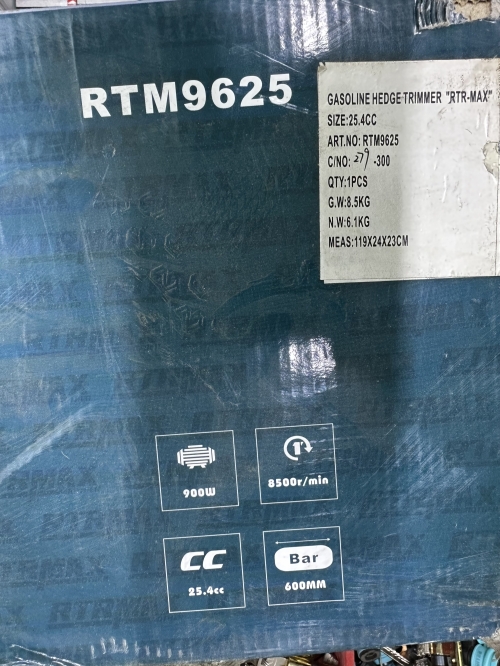 RTM9625
GASOLINE HEDGE TRIMMER "RTR-MAX"
SIZE:25.4CC
ART.NO: RTM9625
C/NO: 279 -300
QTY:1PCS
G.W:8.5KG
N.W:6.1KG
MEAS:119X24X23CM
900W
1
8500r/min
CC
25.4cc
Bar
600MM